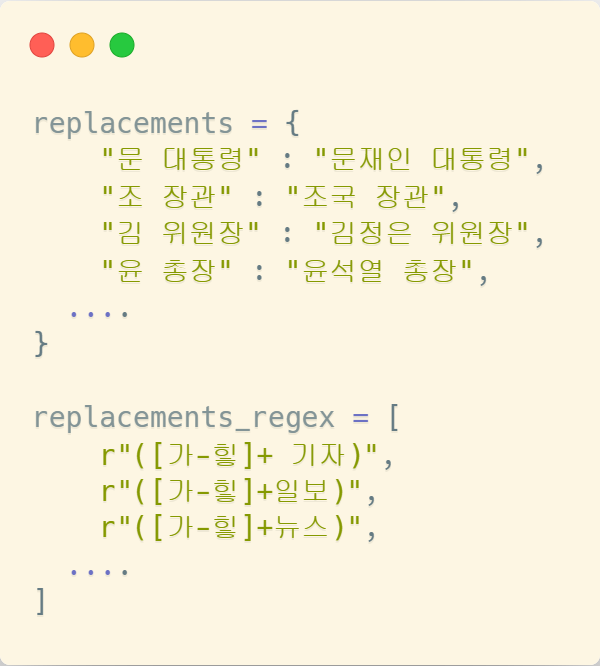 replacements = {
    "문 대통령" : "문재인 대통령",
    "조 장관" : "조국 장관",
    "김 위원장" : "김정은 위원장",
    "윤 총장" : "윤석열 총장",
  ....
}

replacements_regex = [
    r"([가-힣]+ 기자)",
    r"([가-힣]+일보)",
    r"([가-힣]+뉴스)",
  ....
]